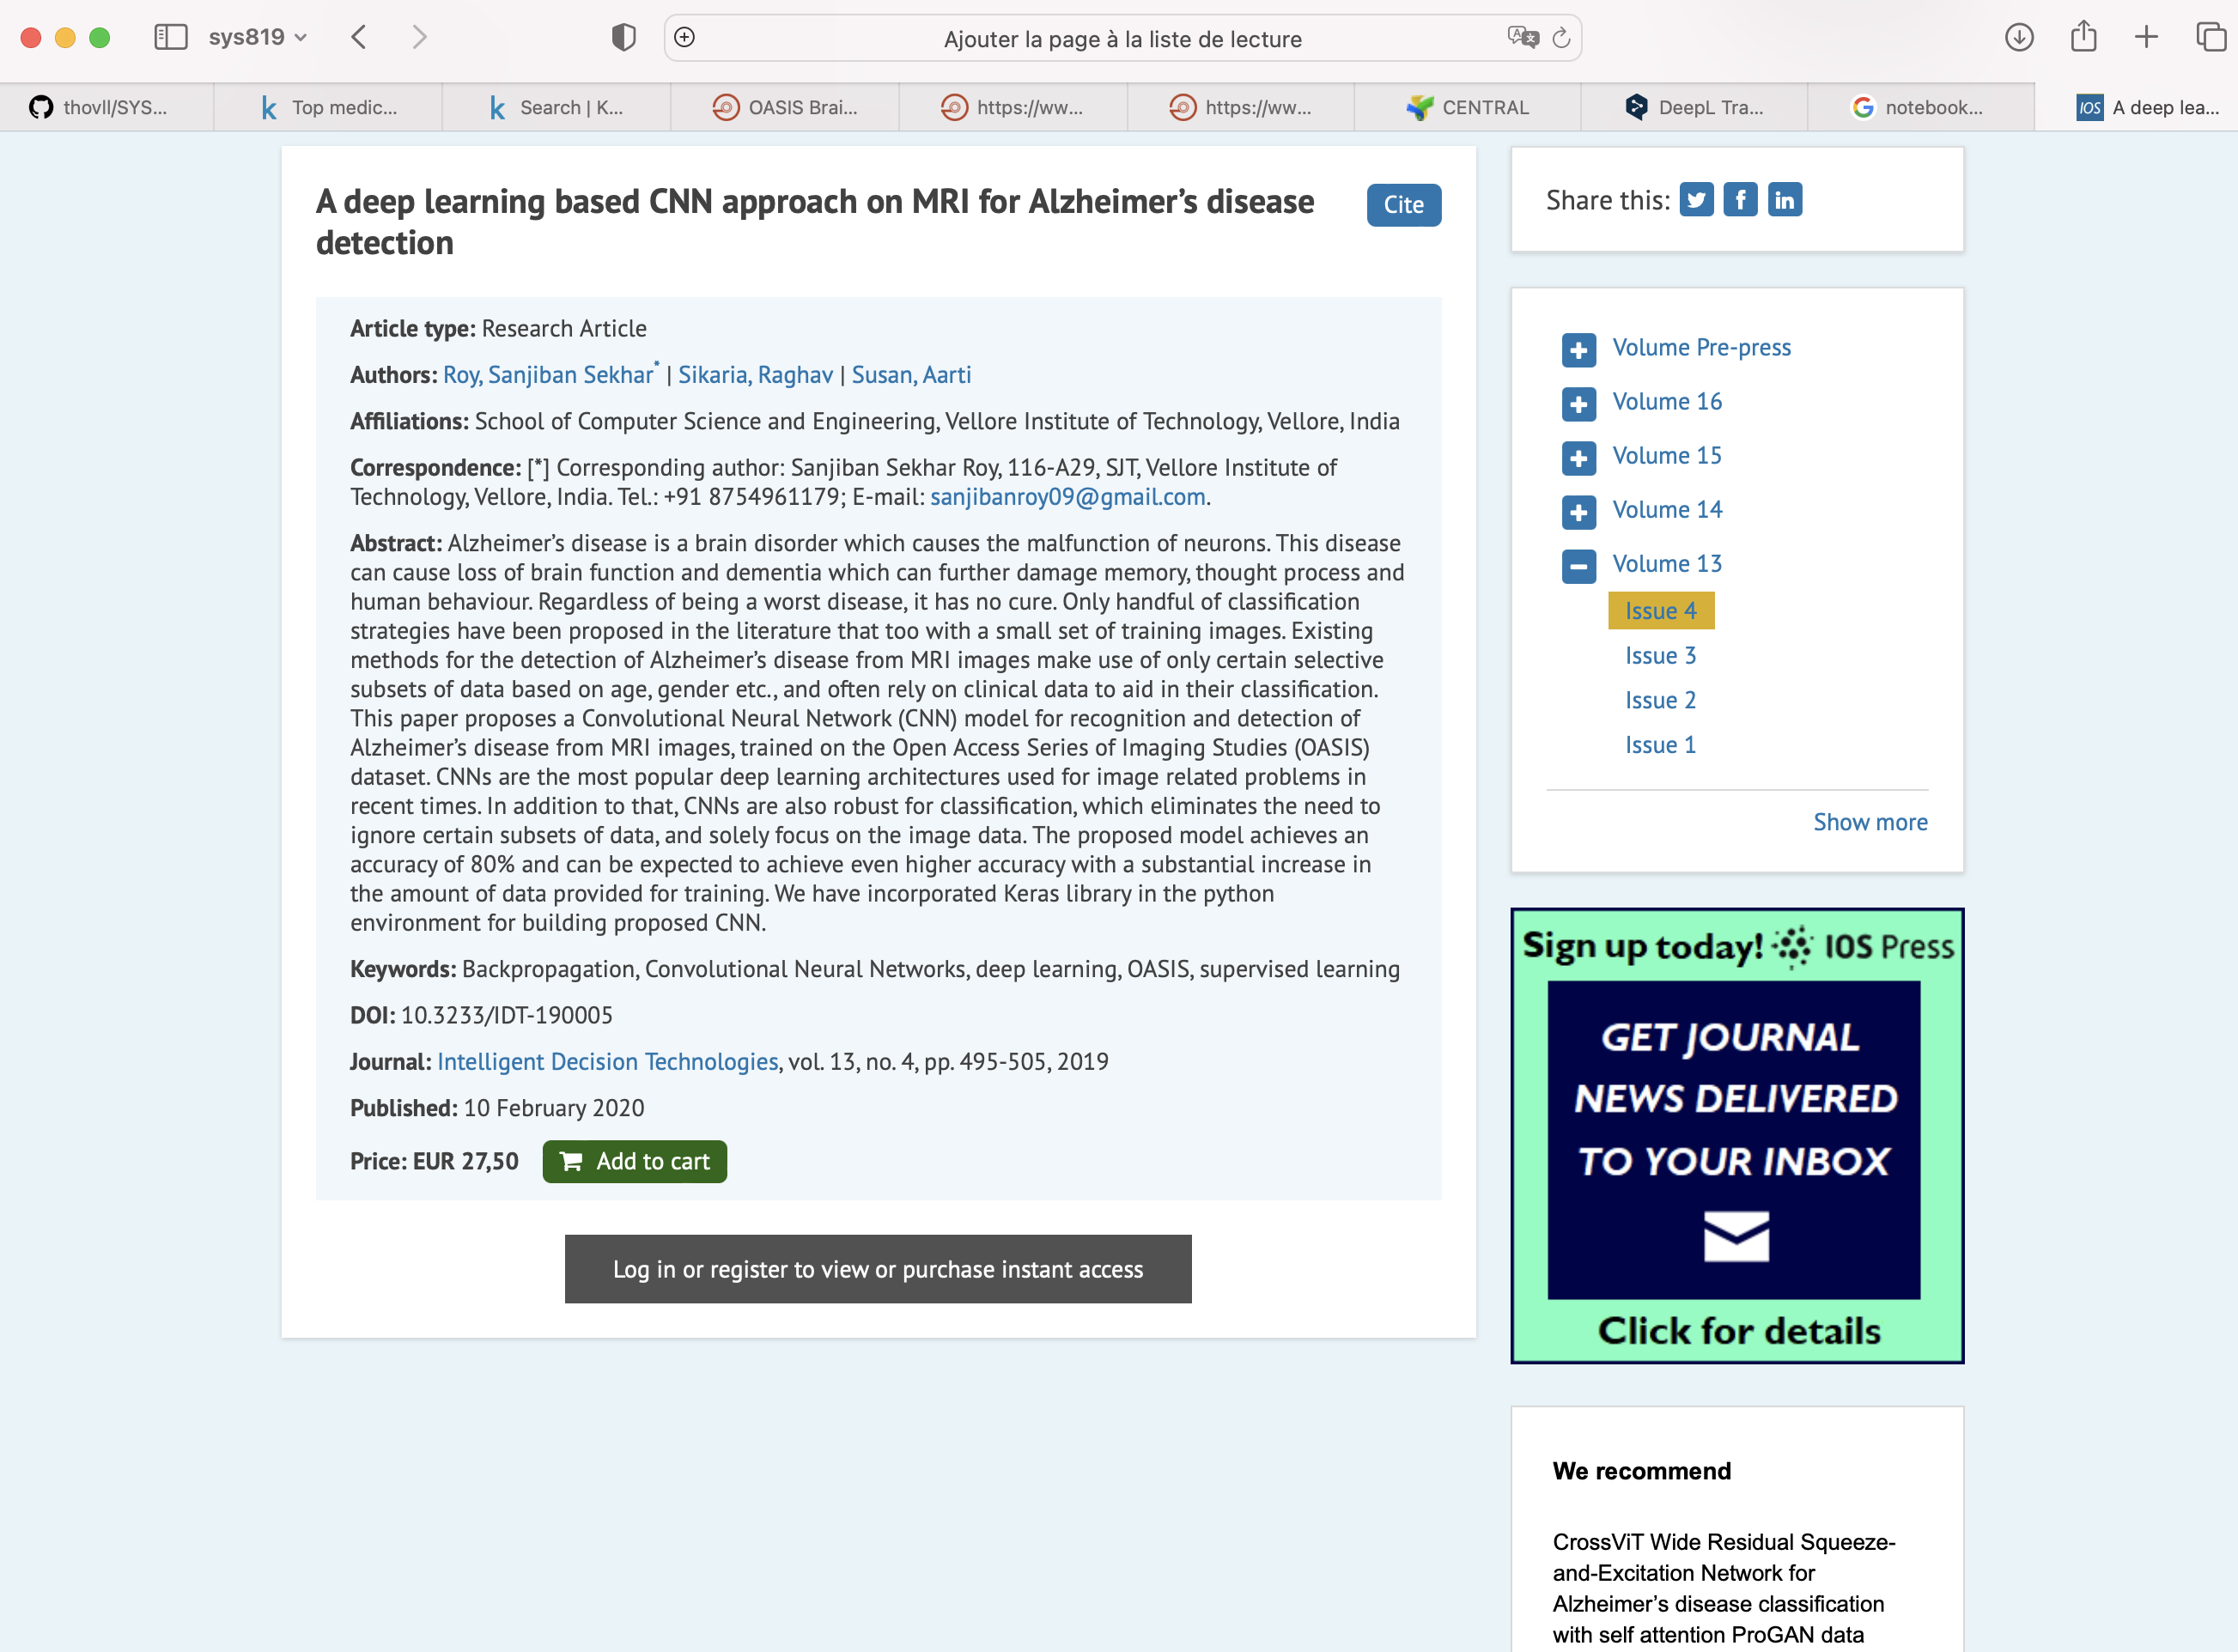 sys819
Ajouter la page à la liste de lecture
thovll/SYS...
Top medic...
Search | K...
OASIS Brai...
https://ww...
https://ww...
CENTRAL
DeepL Tra...
notebook...
IOS A deep lea...
A deep learning based CNN approach on MRI for Alzheimer’s disease
detection
Cite
Article type: Research Article
Authors: Roy, Sanjiban Sekhar* | Sikaria, Raghav | Susan, Aarti
Affiliations: School of Computer Science and Engineering, Vellore Institute of Technology, Vellore, India
Correspondence: [*] Corresponding author: Sanjiban Sekhar Roy, 116-A29, SJT, Vellore Institute of
Technology, Vellore, India. Tel.: +91 8754961179; E-mail: sanjibanroy09@gmail.com.
Abstract: Alzheimer’s disease is a brain disorder which causes the malfunction of neurons. This disease
can cause loss of brain function and dementia which can further damage memory, thought process and
human behaviour. Regardless of being a worst disease, it has no cure. Only handful of classification
strategies have been proposed in the literature that too with a small set of training images. Existing
methods for the detection of Alzheimer’s disease from MRI images make use of only certain selective
subsets of data based on age, gender etc., and often rely on clinical data to aid in their classification.
This paper proposes a Convolutional Neural Network (CNN) model for recognition and detection of
Alzheimer’s disease from MRI images, trained on the Open Access Series of Imaging Studies (OASIS)
dataset. CNNs are the most popular deep learning architectures used for image related problems in
recent times. In addition to that, CNNs are also robust for classification, which eliminates the need to
ignore certain subsets of data, and solely focus on the image data. The proposed model achieves an
accuracy of 80% and can be expected to achieve even higher accuracy with a substantial increase in
the amount of data provided for training. We have incorporated Keras library in the python
environment for building proposed CNN.
Keywords: Backpropagation, Convolutional Neural Networks, deep learning, OASIS, supervised learning
DOI: 10.3233/IDT-190005
Journal: Intelligent Decision Technologies, vol. 13, no. 4, pp. 495-505, 2019
Published: 10 February 2020
Price: EUR 27,50
Add to cart
Log in or register to view or purchase instant access
Share this:
Volume Pre-press
Volume 16
Volume 15
Volume 14
Volume 13
Issue 4
Issue 3
Issue 2
Issue 1
Show more
Sign up today! IOS Press
GET JOURNAL
NEWS DELIVERED
TO YOUR INBOX
Click for details
We recommend
CrossViT Wide Residual Squeeze-
and-Excitation Network for
Alzheimer’s disease classification
with self attention ProGAN data